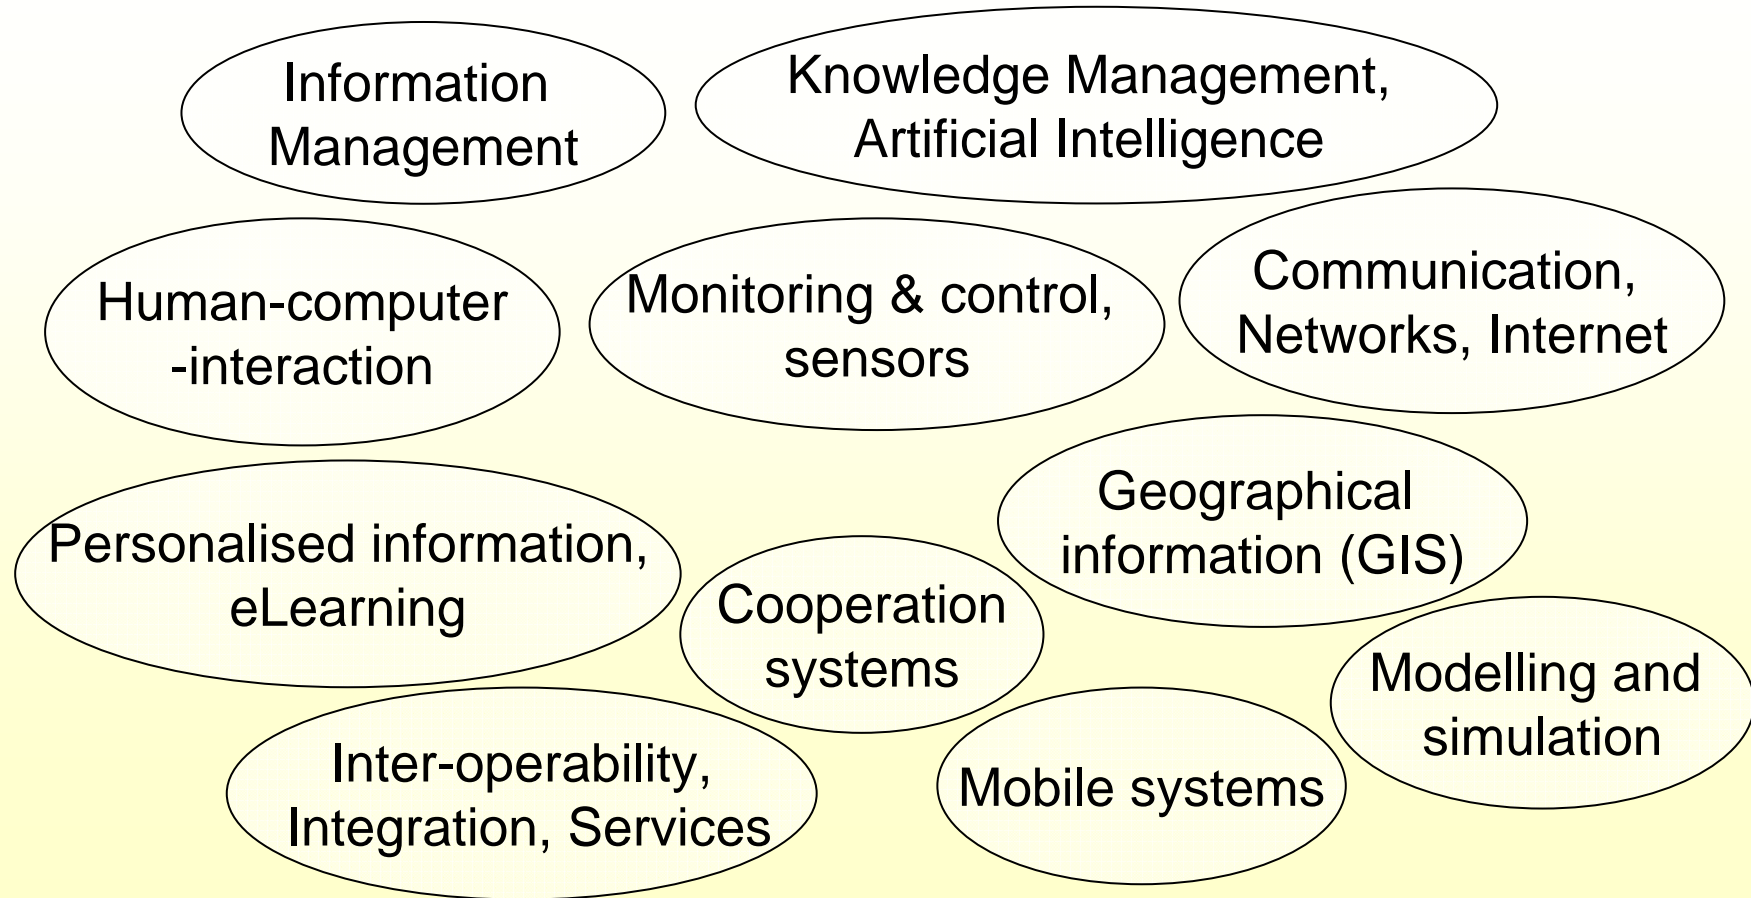 Information
Management
Knowledge Management,
Artificial Intelligence
Human-computer
-interaction
Monitoring & control,
sensors
Communication,
Networks, Internet
Personalised information,
eLearning
Cooperation
systems
Geographical
information (GIS)
Modelling and
simulation
Inter-operability,
Integration, Services
Mobile systems